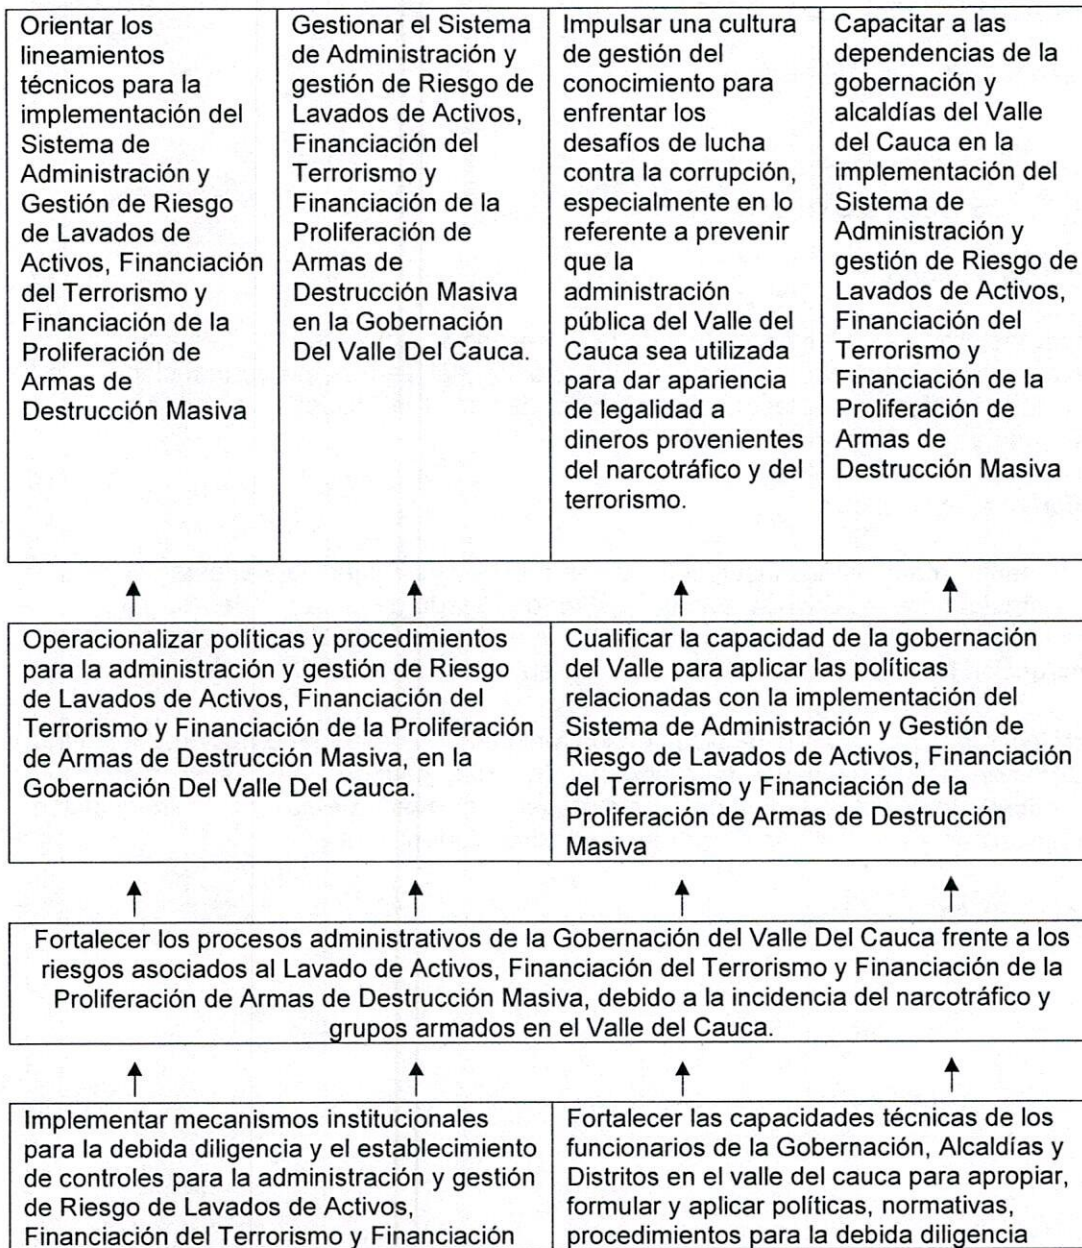 Orientar los
lineamientos
técnicos para la
implementación del
Sistema de
Administración y
Gestión de Riesgo
de Lavados de
Activos, Financiación
del Terrorismo y
Financiación de la
Proliferación de
Armas de
Destrucción Masiva
Gestionar el Sistema
de Administración y
gestión de Riesgo de
Lavados de Activos,
Financiación del
Terrorismo y
Financiación de la
Proliferación de
Armas de
Destrucción Masiva
en la Gobernación
Del Valle Del Cauca.
Impulsar una cultura
de gestión del
conocimiento para
enfrentar los
desafíos de lucha
contra la corrupción,
especialmente en lo
referente a prevenir
que la
administración
pública del Valle del
Cauca sea utilizada
para dar apariencia
de legalidad a
dineros provenientes
del narcotráfico y del
terrorismo.
Capacitar a las
dependencias de la
gobernación y
alcaldías del Valle
del Cauca en la
implementación del
Sistema de
Administración y
gestión de Riesgo de
Lavados de Activos,
Financiación del
Terrorismo y
Financiación de la
Proliferación de
Armas de
Destrucción Masiva
Operacionalizar políticas y procedimientos
para la administración y gestión de Riesgo
de Lavados de Activos, Financiación del
Terrorismo y Financiación de la Proliferación
de Armas de Destrucción Masiva, en la
Gobernación Del Valle Del Cauca.
Cualificar la capacidad de la gobernación
del Valle para aplicar las políticas
relacionadas con la implementación del
Sistema de Administración y Gestión de
Riesgo de Lavados de Activos, Financiación
del Terrorismo y Financiación de la
Proliferación de Armas de Destrucción
Masiva
Fortalecer los procesos administrativos de la Gobernación del Valle Del Cauca frente a los
riesgos asociados al Lavado de Activos, Financiación del Terrorismo y Financiación de la
Proliferación de Armas de Destrucción Masiva, debido a la incidencia del narcotráfico y
grupos armados en el Valle del Cauca.
Implementar mecanismos institucionales
para la debida diligencia y el establecimiento
de controles para la administración y gestión
de Riesgo de Lavados de Activos,
Financiación del Terrorismo y Financiación
Fortalecer las capacidades técnicas de los
funcionarios de la Gobernación, Alcaldías y
Distritos en el valle del cauca para apropiar,
formular y aplicar políticas, normativas,
procedimientos para la debida diligencia